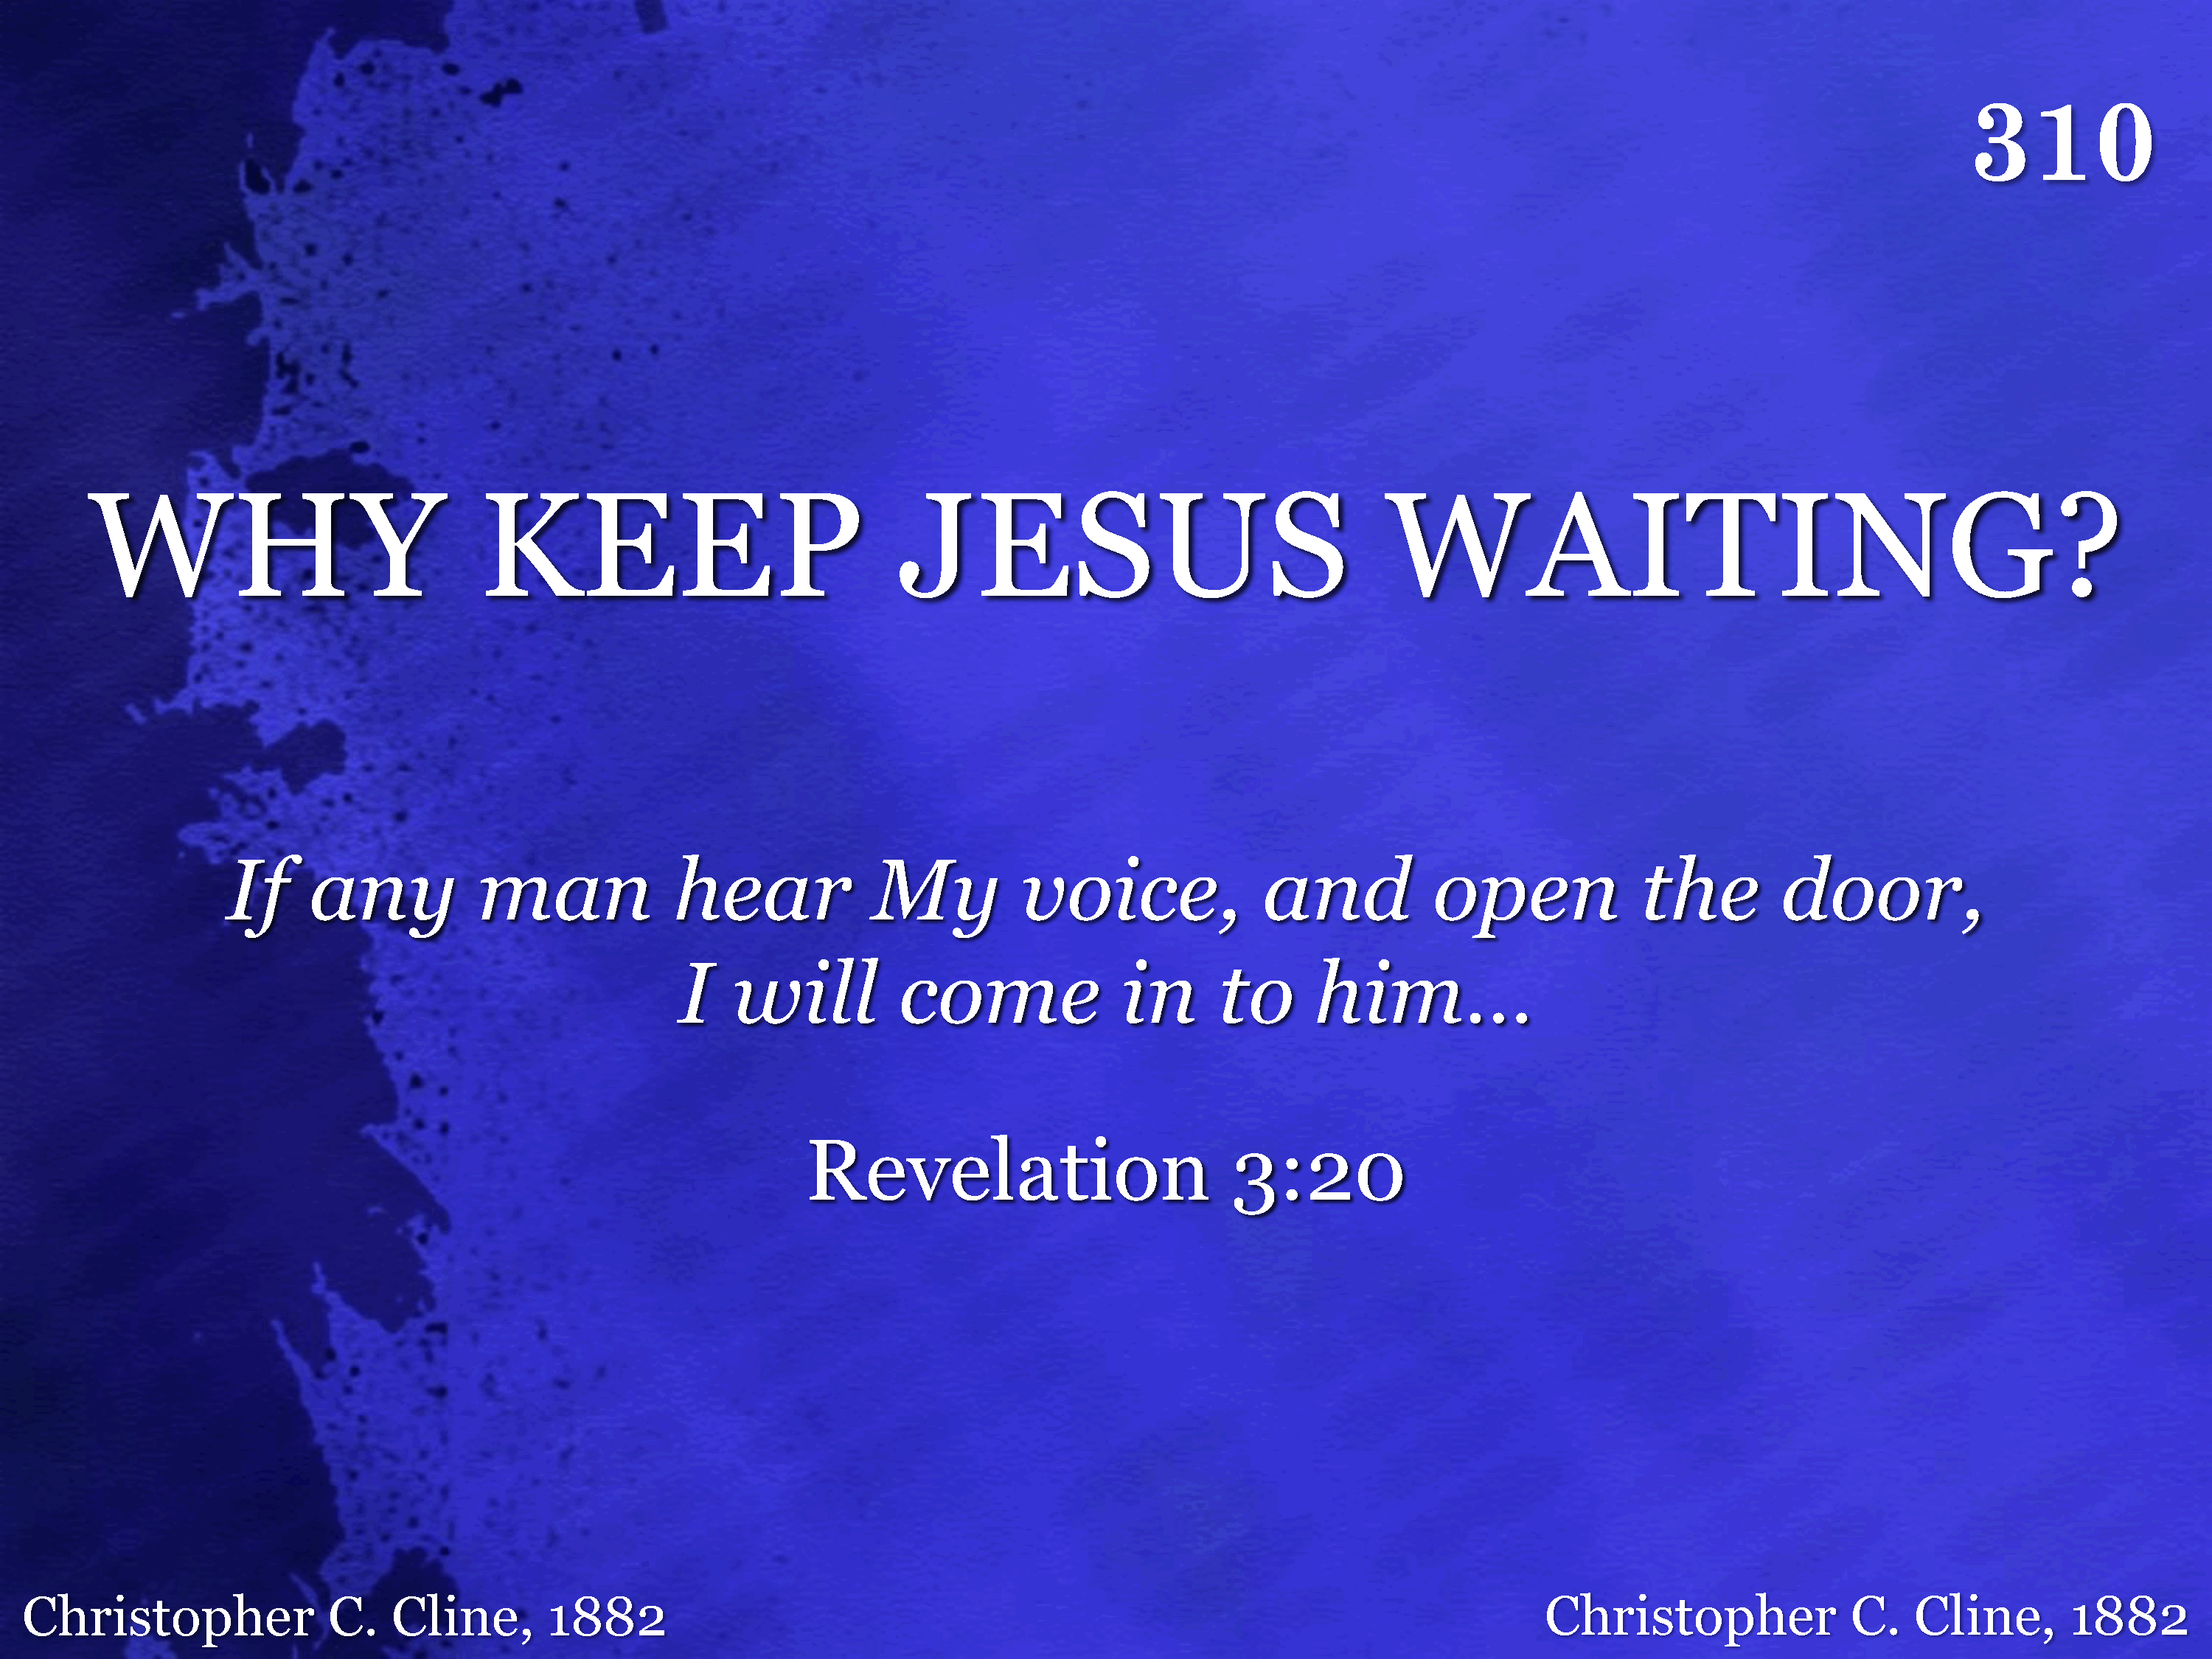 310
WHY KEEP JESUS WAITING?
If any man hear My voice, and open the door,
I will come in to him...
Revelation 3:20
Christopher C. Cline, 1882
Christopher C. Cline, 1882